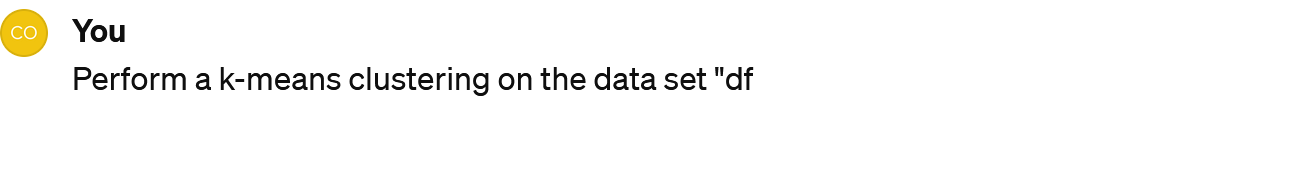 CO
You
Perform a k-means clustering on the data set "df